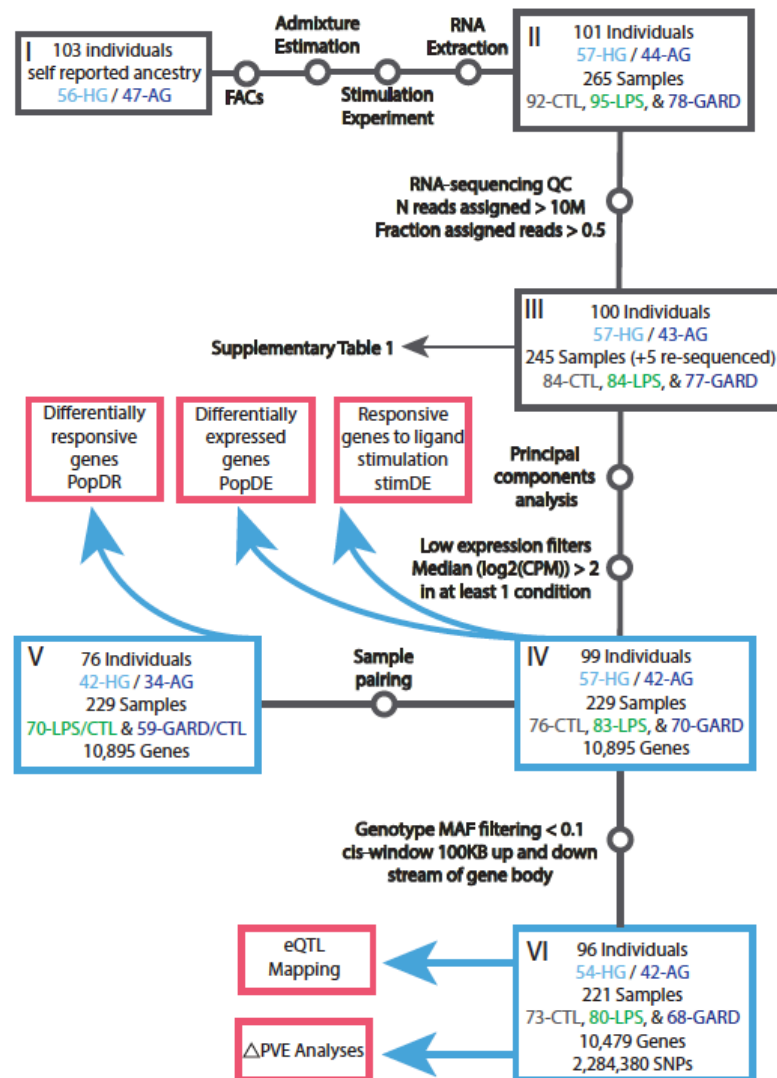 I
103 individuals
self reported ancestry
56-HG / 47-AG
FACs
Admixture
Estimation
Stimulation
Experiment
RNA
Extraction
II
101 Individuals
57-HG / 44-AG
265 Samples
92-CTL, 95-LPS, & 78-GARD
RNA-sequencing QC
N reads assigned > 10M
Fraction assigned reads > 0.5
III
100 Individuals
57-HG / 43-AG
245 Samples (+5 re-sequenced)
84-CTL, 84-LPS, & 77-GARD
Supplementary Table 1
Differentially
responsive
genes
PopDR
Differentially
expressed
genes
PopDE
Responsive
genes to ligand
stimulation
stimDE
Principal
components
analysis
Low expression filters
Median (log2(CPM)) > 2
in at least 1 condition
IV
99 Individuals
57-HG / 42-AG
229 Samples
76-CTL, 83-LPS, & 70-GARD
10,895 Genes
Sample
pairing
V
76 Individuals
42-HG / 34-AG
229 Samples
70-LPS/CTL & 59-GARD/CTL
10,895 Genes
Genotype MAF filtering < 0.1
cis-window 100KB up and down
stream of gene body
VI
96 Individuals
54-HG / 42-AG
221 Samples
73-CTL, 80-LPS, & 68-GARD
10,479 Genes
2,284,380 SNPs
eQTL
Mapping
△PVE Analyses